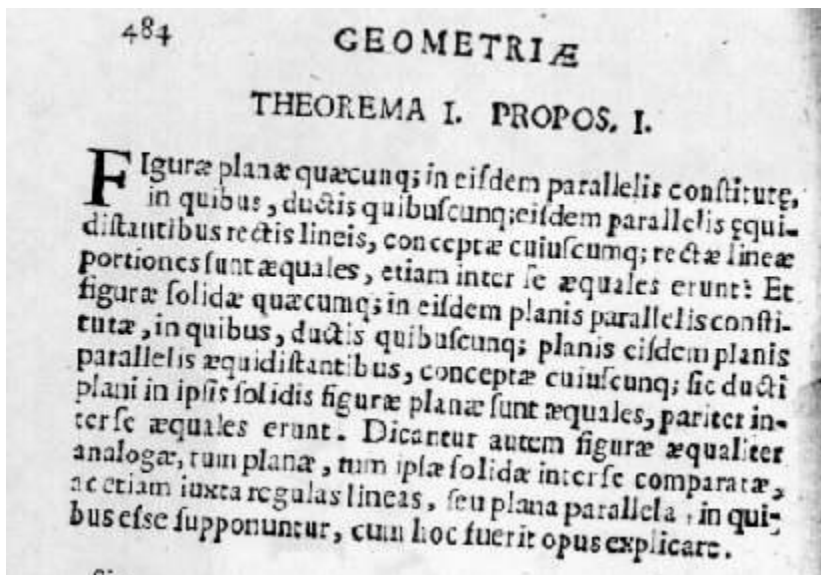 484
GEOMETRIÆ
THEOREMA I. PROPOS. I.
FIguræ planæ quæcunq; in eiſdem parallelis conſtitutę,
in quibus, ductis quibuſcunq; eiſdem parallelis ęqui-
diſtantibus rectis lineis, conceptæ cuiuſcumq; rectæ lineæ
portiones ſunt æquales, etiam inter ſe æquales erunt: Et
figuræ ſolidæ quæcumq; in eiſdem planis parallelis conſti-
tutæ, in quibus, ductis quibuſcunq; planis eiſdem planis
parallelis æquidiſtantibus, conceptæ cuiuſcunq; ſic ducti
plani in ipſis ſolidis figuræ planæ ſunt æquales, pariter in-
terſe æquales erunt. Dicantur autem figuræ æqualiter
analogæ, tum planæ, tum ipſæ ſolidæ interſe comparatæ,
ac etiam iuxta regulas lineas, ſeu plana parallela, in qui-
bus eſse ſupponuntur, cum hoc fuerit opus explicare.